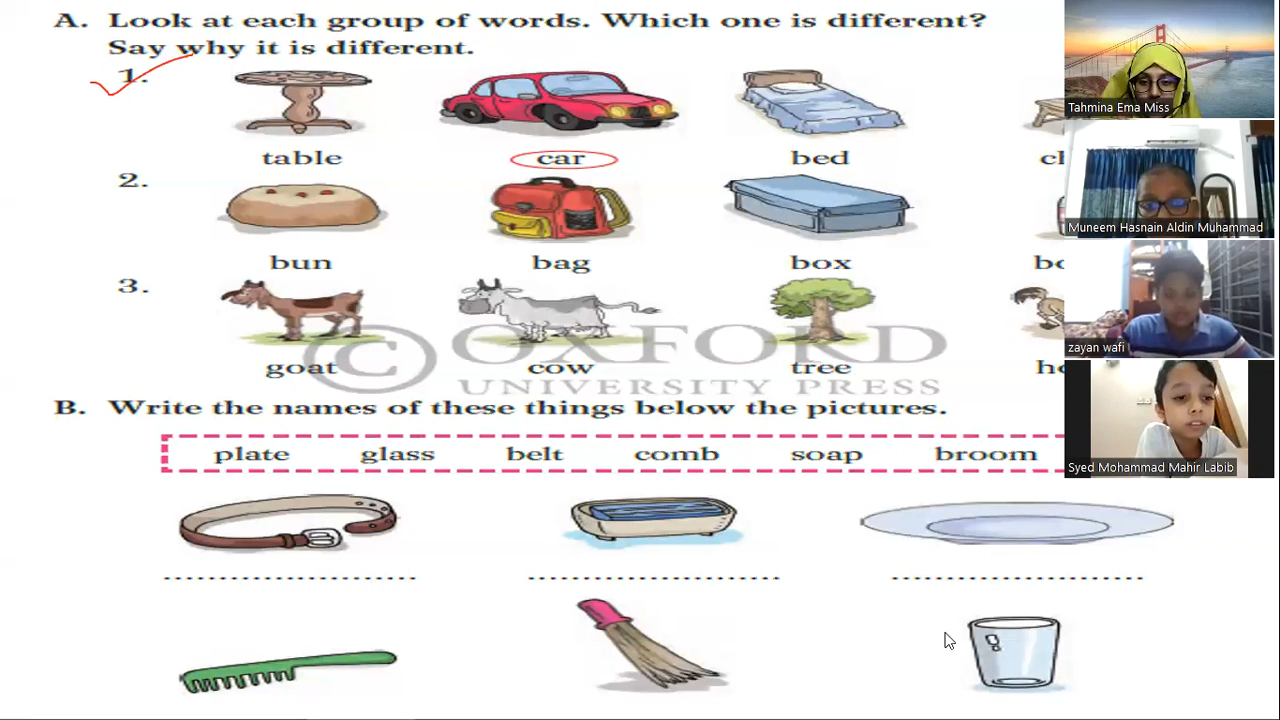 A. Look at each group of words. Which one is different?
Say why it is different.
1.
table car bed
2.
bun bag box
3.
goat cow tree
© OXFORD
UNIVERSITY PRESS
B. Write the names of these things below the pictures.
plate glass belt comb soap broom
Tahmina Ema Miss
Muneem Hasnain Aldin Muhammad
zayan wafi
Syed Mohammad Mahir Labib